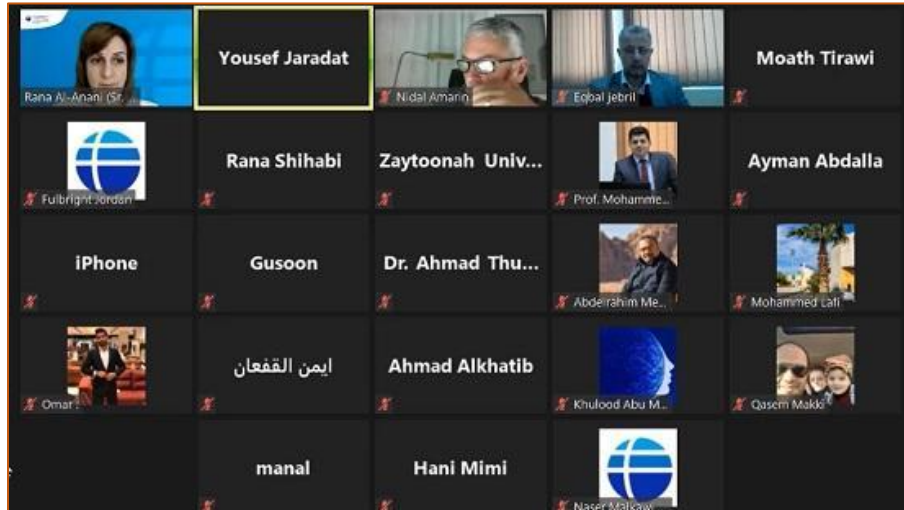 Rana Al-Anani (Sr.
Yousef Jaradat
Nidal Amarin
Eqbal jebril
Moath Tirawi
Fulbright Jordan
Rana Shihabi
Zaytoonah Univ...
Prof. Mohamme...
Ayman Abdalla
iPhone
Gusoon
Dr. Ahmad Thu...
Abdelrahim Me...
Mohammed Lafi
Omar
ايمن القفعان
Ahmad Alkhatib
Khulood Abu M...
Qasem Makki
manal
Hani Mimi
Naser Malkawi